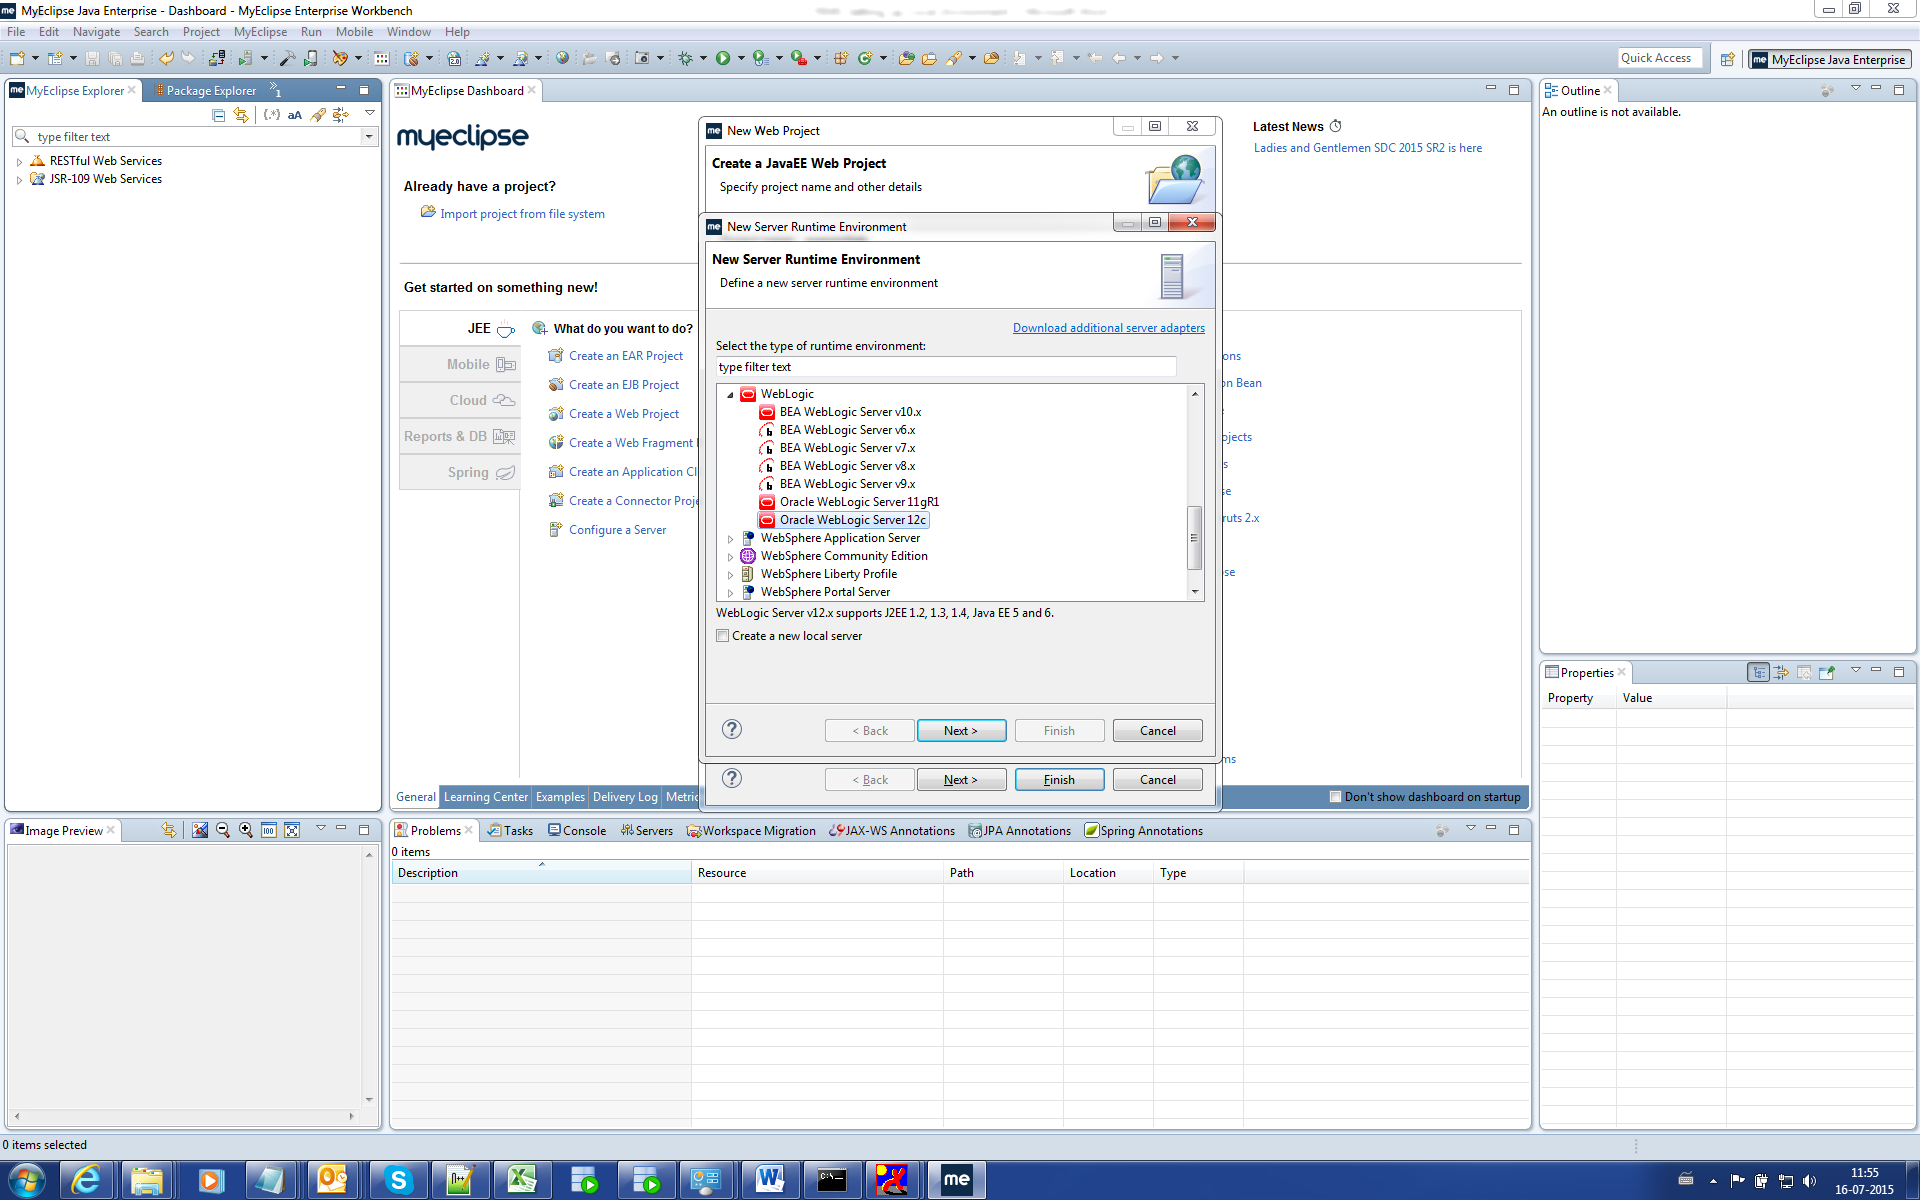 MyEclipse Java Enterprise - Dashboard - MyEclipse Enterprise Workbench
File Edit Navigate Search Project MyEclipse Run Mobile Window Help
Quick Access
MyEclipse Java Enterprise
MyEclipse Explorer
Package Explorer
type filter text
RESTful Web Services
JSR-109 Web Services
MyEclipse Dashboard
myeclipse
Already have a project?
Import project from file system
Get started on something new!
JEE
Mobile
Cloud
Reports & DB
Spring
What do you want to do?
Create an EAR Project
Create an EJB Project
Create a Web Project
Create a Web Fragment
Create an Application Cl
Create a Connector Proje
Configure a Server
General Learning Center Examples Delivery Log Metric
Don't show dashboard on startup
Latest News
Ladies and Gentlemen SDC 2015 SR2 is here
ons
on Bean
ojects
s
se
ruts 2.x
se
ms
New Web Project
Create a JavaEE Web Project
Specify project name and other details
New Server Runtime Environment
New Server Runtime Environment
Define a new server runtime environment
Download additional server adapters
Select the type of runtime environment:
type filter text
WebLogic
BEA WebLogic Server v10.x
BEA WebLogic Server v6.x
BEA WebLogic Server v7.x
BEA WebLogic Server v8.x
BEA WebLogic Server v9.x
Oracle WebLogic Server 11gR1
Oracle WebLogic Server 12c
WebSphere Application Server
WebSphere Community Edition
WebSphere Liberty Profile
WebSphere Portal Server
WebLogic Server v12.x supports J2EE 1.2, 1.3, 1.4, Java EE 5 and 6.
Create a new local server
< Back Next > Finish Cancel
< Back Next > Finish Cancel
Outline
An outline is not available.
Properties
Property Value
Image Preview
Problems Tasks Console Servers Workspace Migration JAX-WS Annotations JPA Annotations Spring Annotations
0 items
Description Resource Path Location Type
0 items selected
11:55
16-07-2015